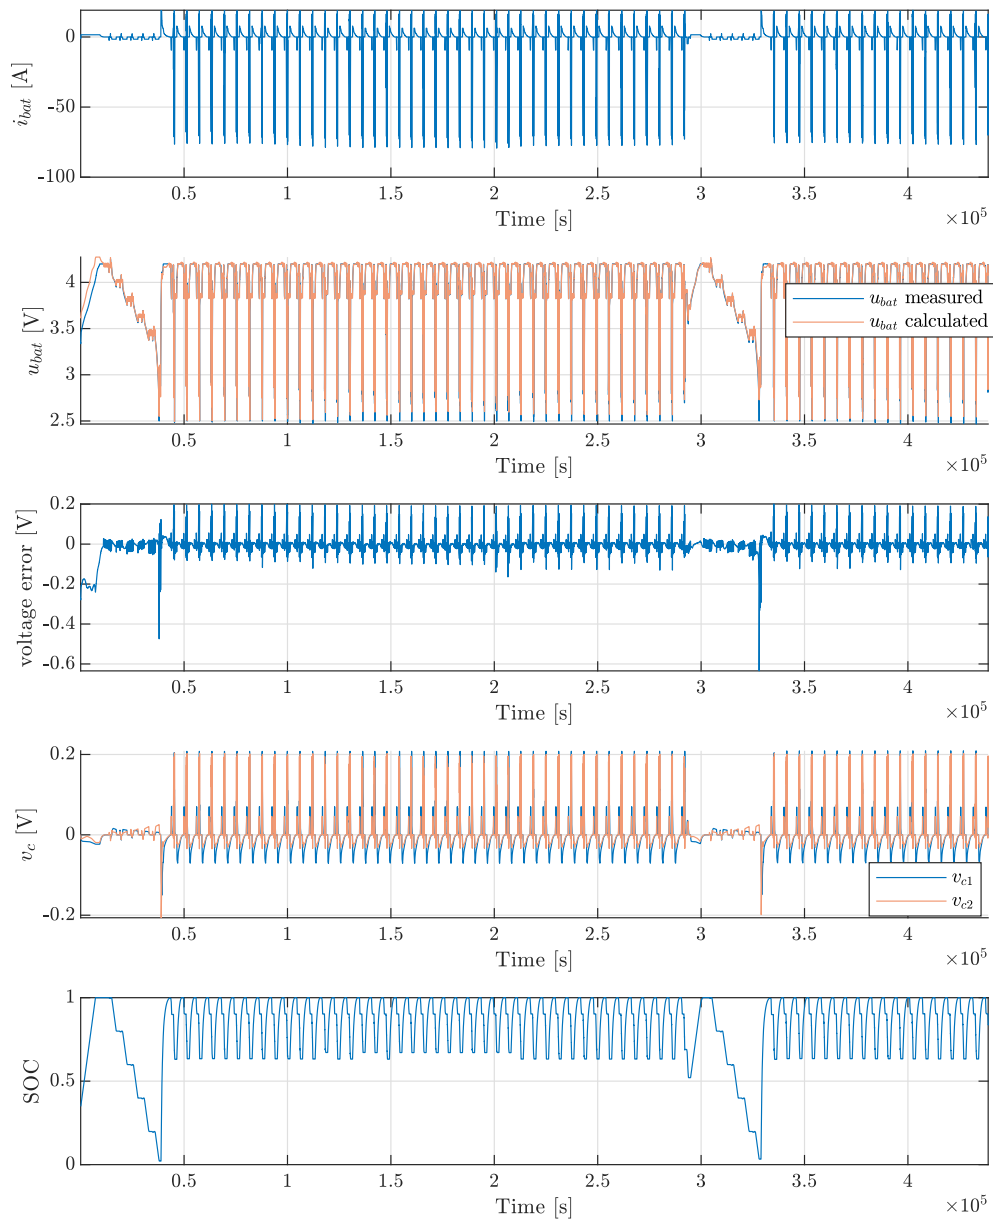 0
-50
-100
i_bat [A]
0.5 1 1.5 2 2.5 3 3.5 4
Time [s]
×10^5
4
3.5
3
2.5
u_bat [V]
u_bat measured
u_bat calculated
0.5 1 1.5 2 2.5 3 3.5 4
Time [s]
×10^5
0.2
0
-0.2
-0.4
-0.6
voltage error [V]
0.5 1 1.5 2 2.5 3 3.5 4
Time [s]
×10^5
0.2
0
-0.2
v_c [V]
v_c1
v_c2
0.5 1 1.5 2 2.5 3 3.5 4
Time [s]
×10^5
1
0.5
0
SOC
0.5 1 1.5 2 2.5 3 3.5 4
Time [s]
×10^5